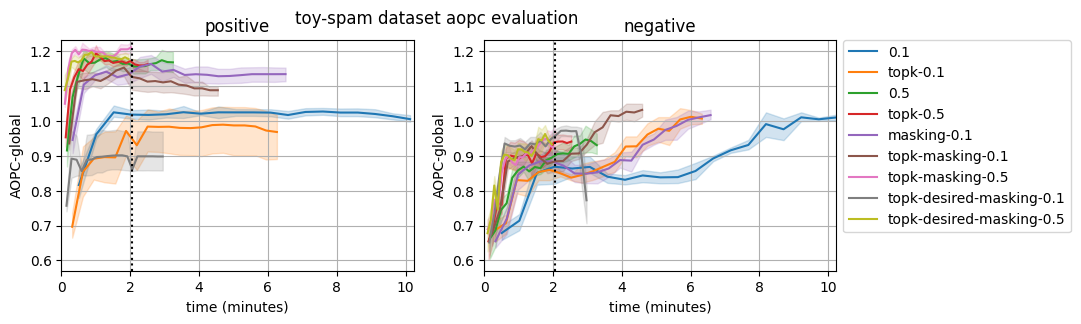 toy-spam dataset aopc evaluation
positive
AOPC-global
1.2
1.1
1.0
0.9
0.8
0.7
0.6
0
2
4
6
8
10
time (minutes)
negative
AOPC-global
1.2
1.1
1.0
0.9
0.8
0.7
0.6
0
2
4
6
8
10
time (minutes)
0.1
topk-0.1
0.5
topk-0.5
masking-0.1
topk-masking-0.1
topk-masking-0.5
topk-desired-masking-0.1
topk-desired-masking-0.5